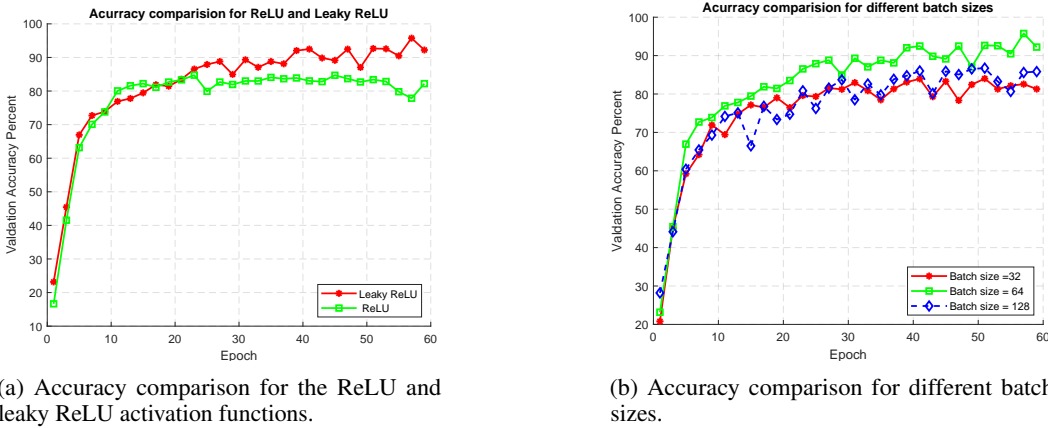 Acurracy comparision for ReLU and Leaky ReLU
100
90
80
70
60
50
40
30
20
10
0
10
20
30
40
50
60
Valdation Accuracy Percent
Epoch
Leaky ReLU
ReLU
(a) Accuracy comparison for the ReLU and
leaky ReLU activation functions.
Acurracy comparision for different batch sizes
100
90
80
70
60
50
40
30
20
0
10
20
30
40
50
60
Valdation Accuracy Percent
Epoch
Batch size =32
Batch size = 64
Batch size = 128
(b) Accuracy comparison for different batch
sizes.